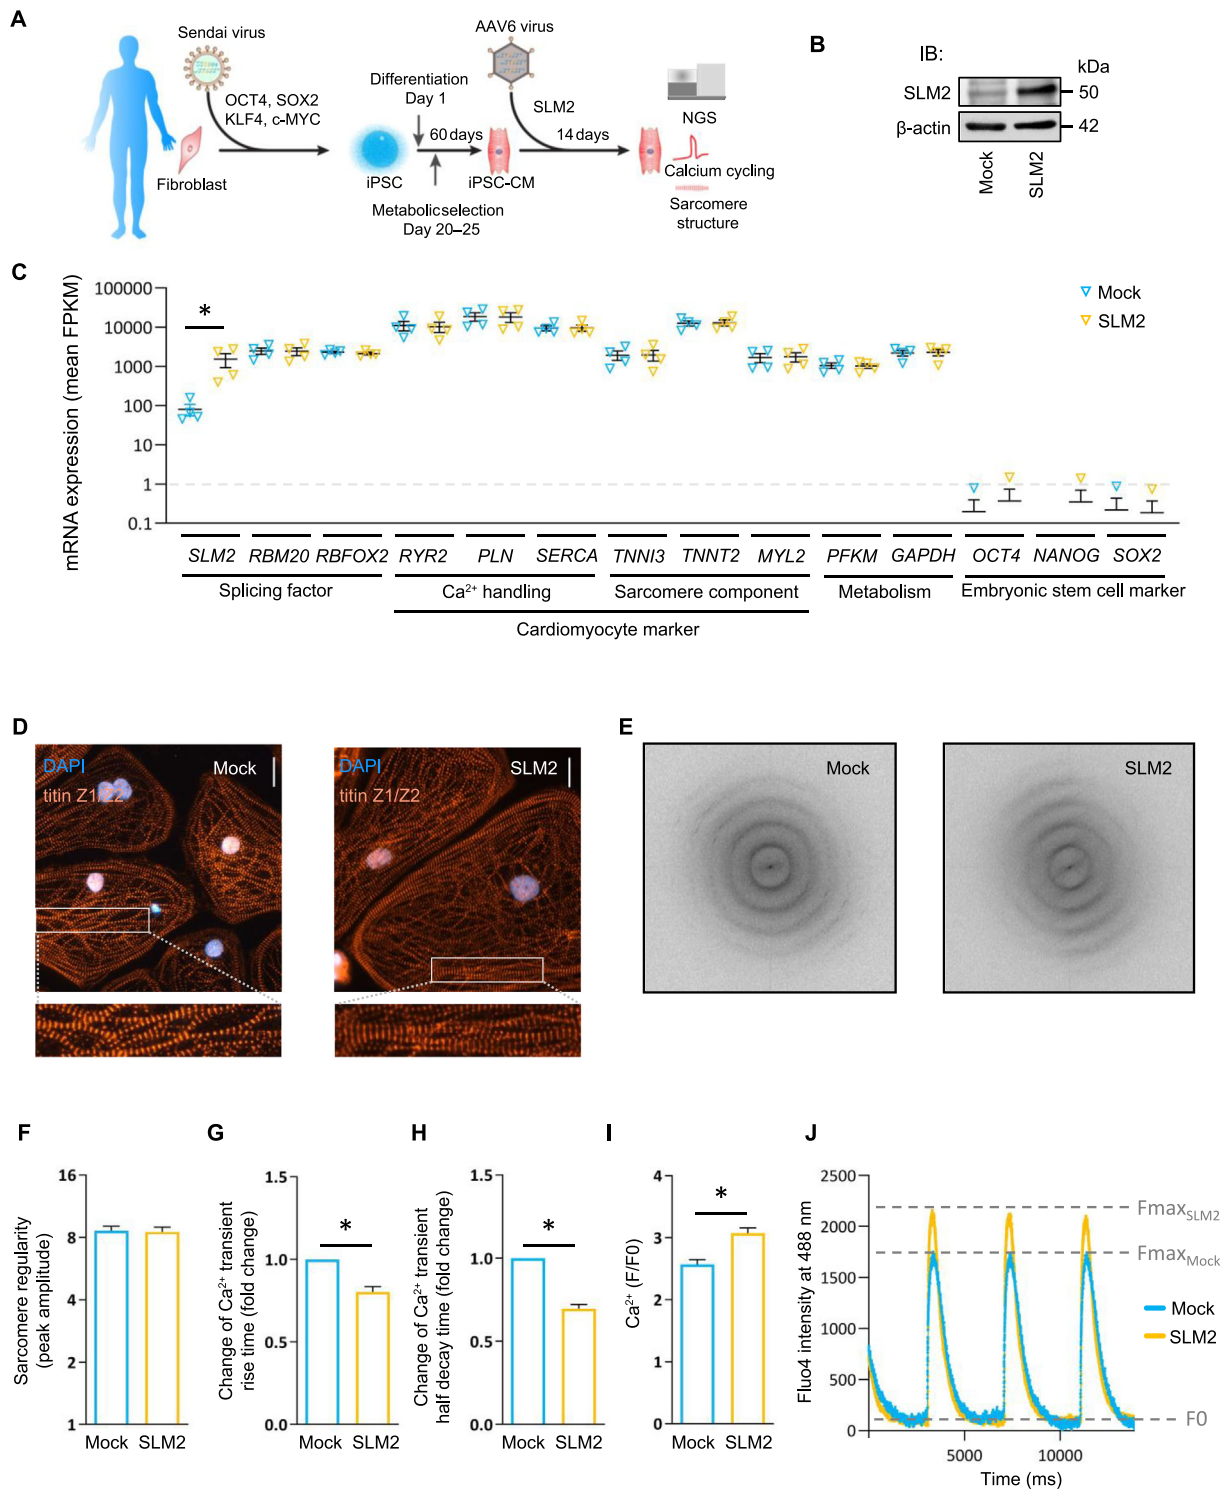 A
Sendai virus
OCT4, SOX2
KLF4, c-MYC
Fibroblast
Differentiation
Day 1
60 days
iPSC
iPSC-CM
Metabolic selection
Day 20–25
AAV6 virus
SLM2
14 days
NGS
Calcium cycling
Sarcomere
structure
B
IB:
kDa
SLM2
50
β-actin
42
Mock
SLM2
C
mRNA expression (mean FPKM)
100000
10000
1000
100
10
1
0.1
*
Mock
SLM2
SLM2 RBM20 RBFOX2 RYR2 PLN SERCA TNNI3 TNNT2 MYL2 PFKM GAPDH OCT4 NANOG SOX2
Splicing factor Ca²⁺ handling Sarcomere component Metabolism Embryonic stem cell marker
Cardiomyocyte marker
D
DAPI
Mock
titin Z1/Z2
DAPI
SLM2
titin Z1/Z2
E
Mock
SLM2
F
Sarcomere regularity
(peak amplitude)
16
8
4
2
1
Mock SLM2
G
Change of Ca²⁺ transient
rise time (fold change)
1.5
1.0
0.5
0.0
*
Mock SLM2
H
Change of Ca²⁺ transient
half decay time (fold change)
1.5
1.0
0.5
0.0
*
Mock SLM2
I
Ca²⁺ (F/F0)
4
3
2
1
0
*
Mock SLM2
J
Fluo4 intensity at 488 nm
2500
2000
1500
1000
500
0
5000 10000
Time (ms)
Fmax SLM2
Fmax Mock
Mock
SLM2
F0